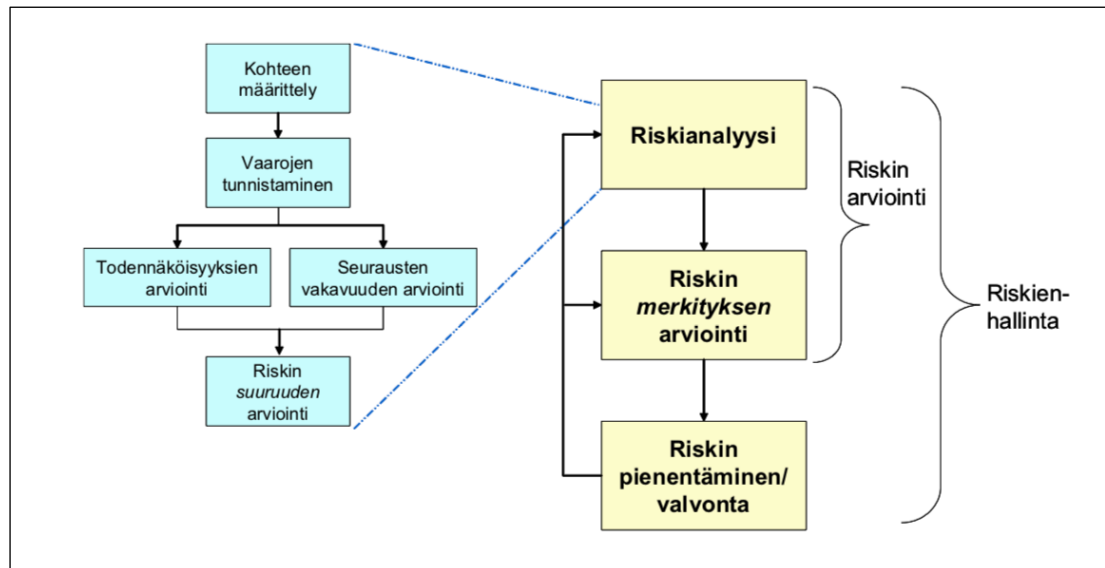 Kohteen
määrittely
Vaarojen
tunnistaminen
Todennäköisyyksien
arviointi
Seurausten
vakavuuden arviointi
Riskin
suuruuden
arviointi
Riskianalyysi
Riskin
merkityksen
arviointi
Riskin
pienentäminen/
valvonta
Riskin
arviointi
Riskien-
hallinta